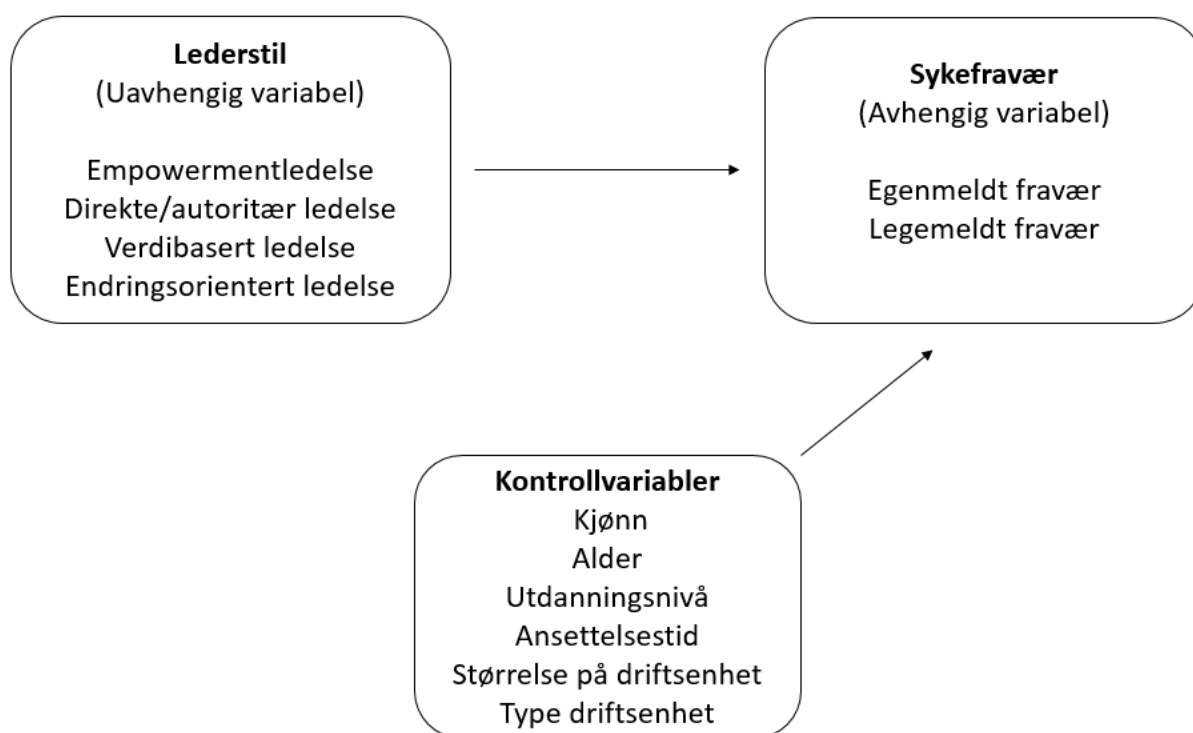 Lederstil
(Uavhengig variabel)
Empowermentledelse
Direkte/autoritær ledelse
Verdibasert ledelse
Endringsorientert ledelse
Sykefravær
(Avhengig variabel)
Egenmeldt fravær
Legemeldt fravær
Kontrollvariabler
Kjønn
Alder
Utdanningsnivå
Ansettelsestid
Størrelse på driftsenhet
Type driftsenhet